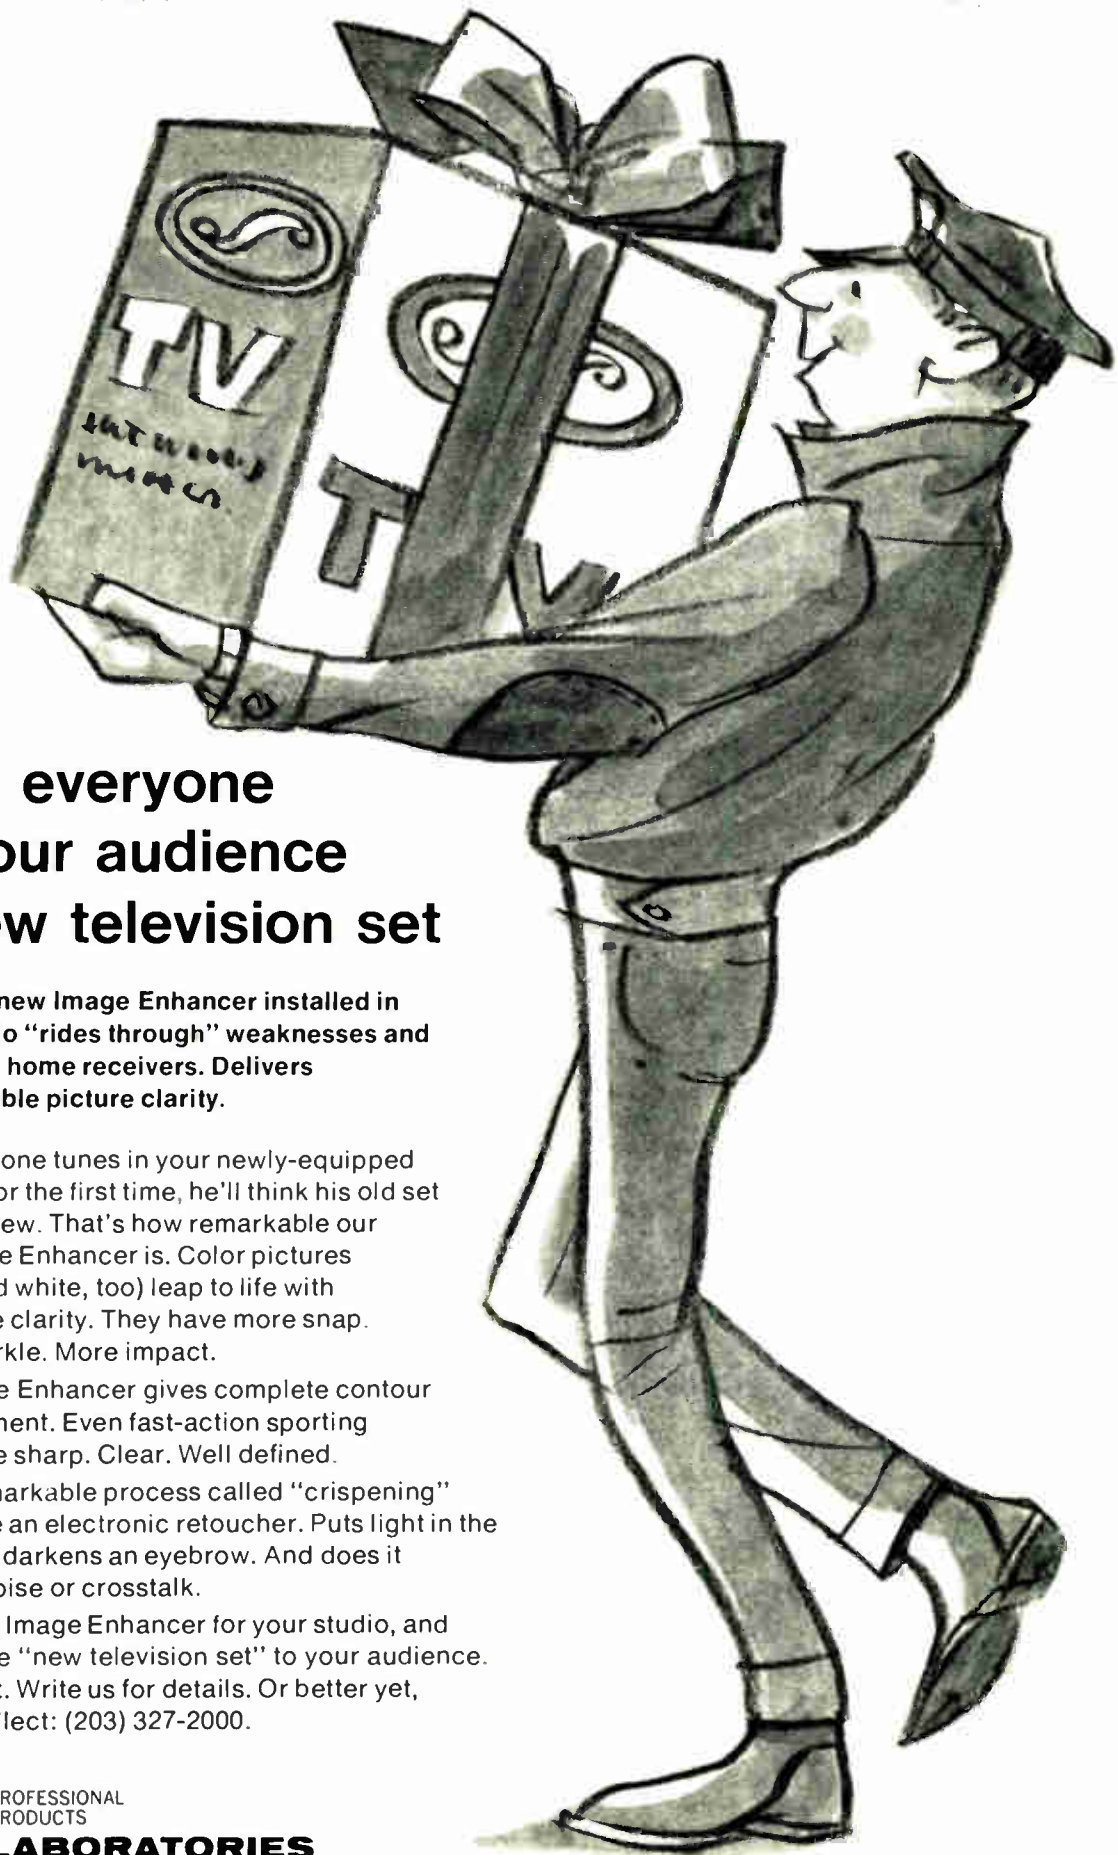 TV
T
V
everyone
our audience
w television set
new Image Enhancer installed in
o "rides through" weaknesses and
home receivers. Delivers
ble picture clarity.
one tunes in your newly-equipped
or the first time, he'll think his old set
ew. That's how remarkable our
e Enhancer is. Color pictures
d white, too) leap to life with
e clarity. They have more snap.
rkle. More impact.
e Enhancer gives complete contour
nent. Even fast-action sporting
e sharp. Clear. Well defined.
arkable process called "crispening"
e an electronic retoucher. Puts light in the
darkens an eyebrow. And does it
oise or crosstalk.
Image Enhancer for your studio, and
e "new television set" to your audience.
t. Write us for details. Or better yet,
llect: (203) 327-2000.
ROFESSIONAL
RODUCTS
LABORATORIES